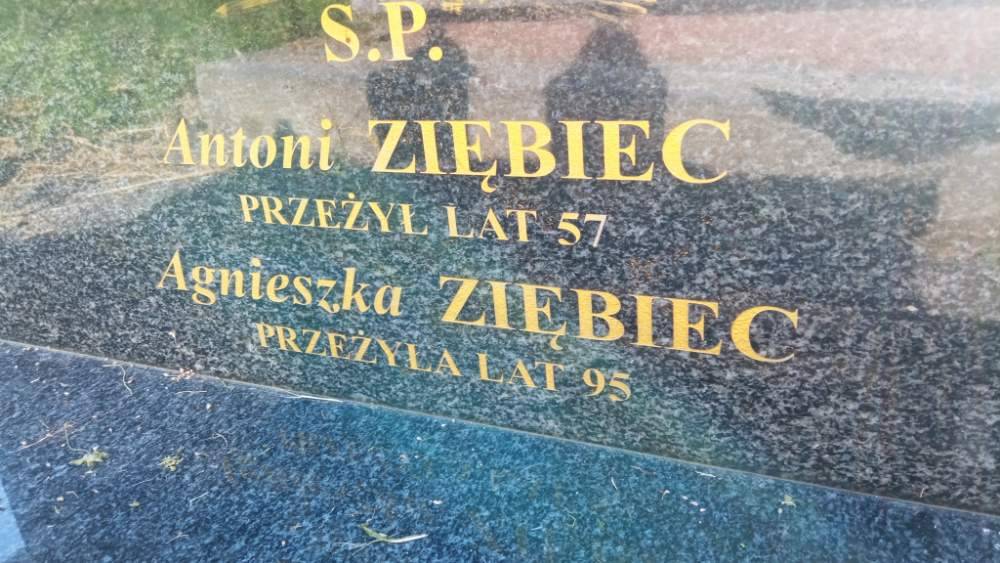 S.P.
Antoni ZIĘBIEC
PRZEŻYŁ LAT 57
Agnieszka ZIĘBIEC
PRZEŻYŁA LAT 95